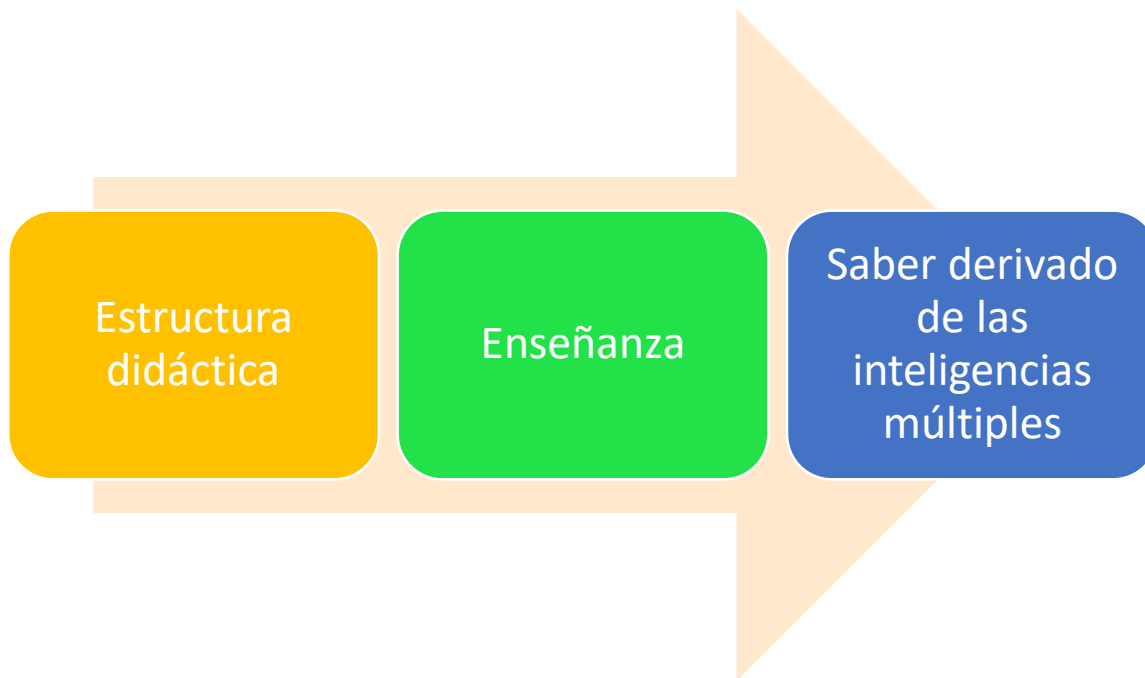 Estructura
didáctica
Enseñanza
Saber derivado
de las
inteligencias
múltiples